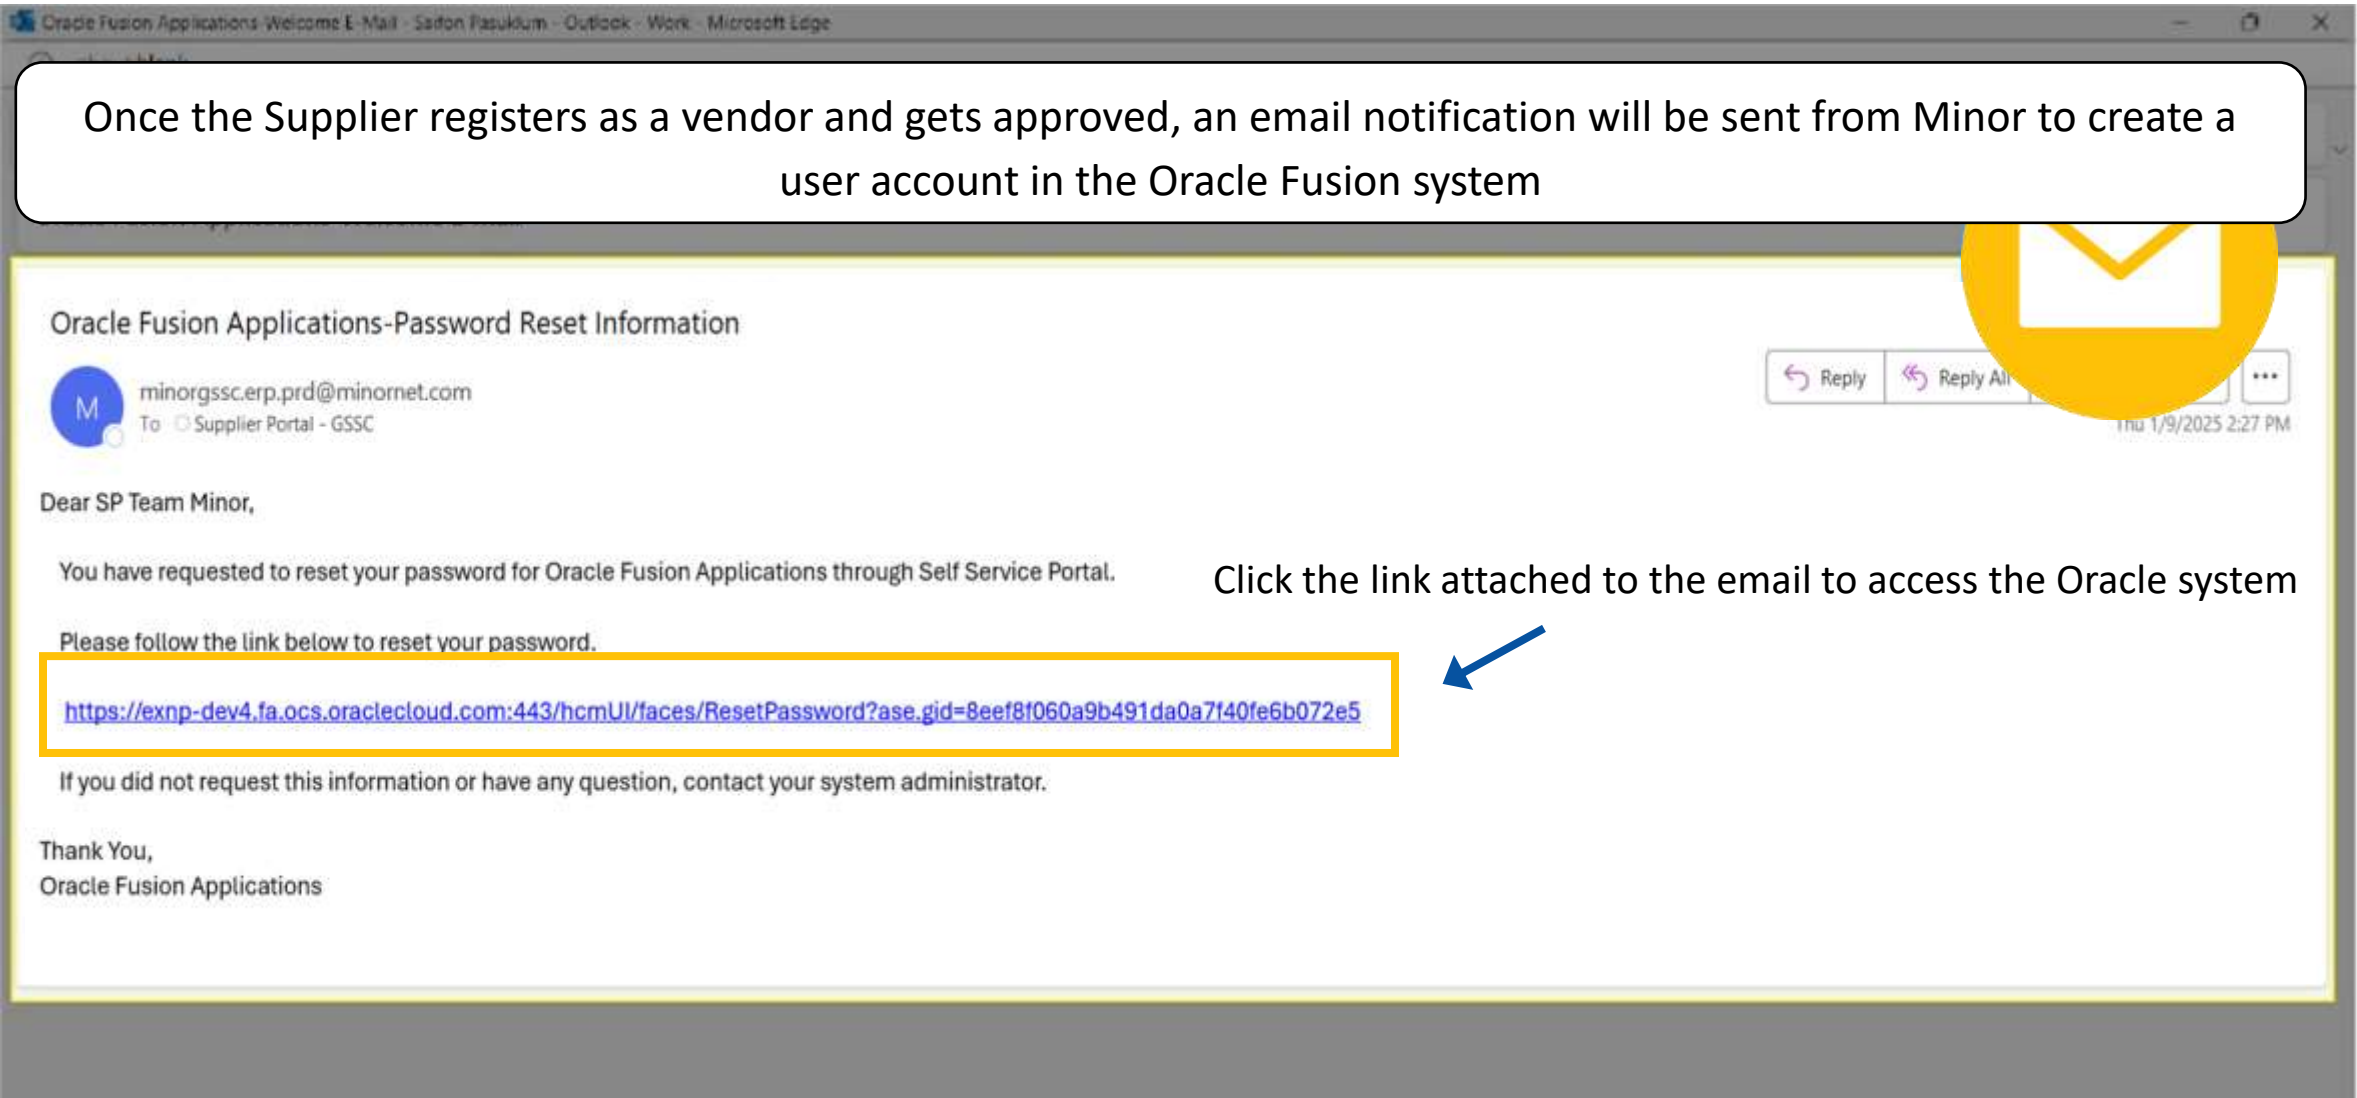 Oracle Fusion Applications-Welcome E-Mail - Saifon Pasuklum - Outlook - Work - Microsoft Edge
Once the Supplier registers as a vendor and gets approved, an email notification will be sent from Minor to create a
user account in the Oracle Fusion system
Oracle Fusion Applications-Password Reset Information
M
minorgssc.erp.prd@minornet.com
To Supplier Portal - GSSC
Reply Reply All
Thu 1/9/2025 2:27 PM
Dear SP Team Minor,
You have requested to reset your password for Oracle Fusion Applications through Self Service Portal.
Click the link attached to the email to access the Oracle system
Please follow the link below to reset your password.
https://exnp-dev4.fa.ocs.oraclecloud.com:443/hcmUI/faces/ResetPassword?ase.gid=8eef8f060a9b491da0a7f40fe6b072e5
If you did not request this information or have any question, contact your system administrator.
Thank You,
Oracle Fusion Applications